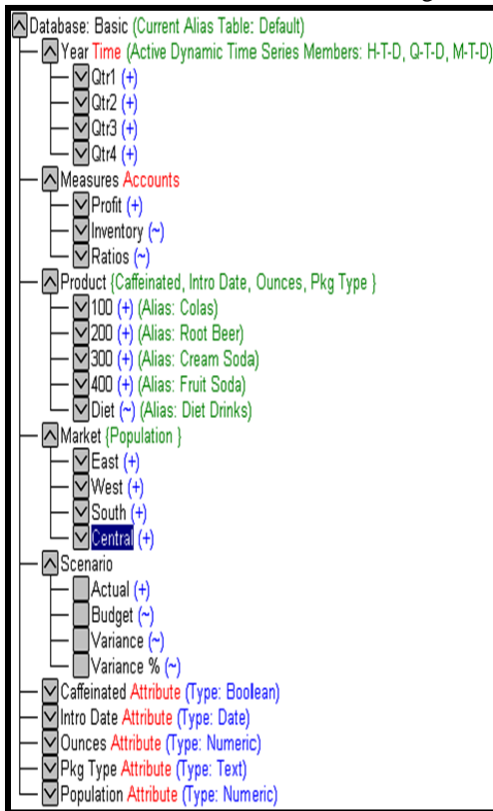 Database: Basic (Current Alias Table: Default)
Year Time (Active Dynamic Time Series Members: H-T-D, Q-T-D, M-T-D)
Qtr1 (+)
Qtr2 (+)
Qtr3 (+)
Qtr4 (+)
Measures Accounts
Profit (+)
Inventory (~)
Ratios (~)
Product {Caffeinated, Intro Date, Ounces, Pkg Type }
100 (+) (Alias: Colas)
200 (+) (Alias: Root Beer)
300 (+) (Alias: Cream Soda)
400 (+) (Alias: Fruit Soda)
Diet (~) (Alias: Diet Drinks)
Market {Population }
East (+)
West (+)
South (+)
Central (+)
Scenario
Actual (+)
Budget (~)
Variance (~)
Variance % (~)
Caffeinated Attribute (Type: Boolean)
Intro Date Attribute (Type: Date)
Ounces Attribute (Type: Numeric)
Pkg Type Attribute (Type: Text)
Population Attribute (Type: Numeric)